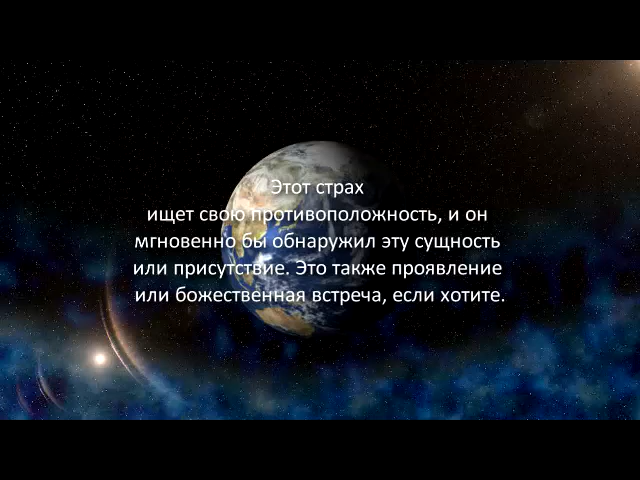 Этот страх
ищет свою противоположность, и он
мгновенно бы обнаружил эту сущность
или присутствие. Это также проявление
или божественная встреча, если хотите.